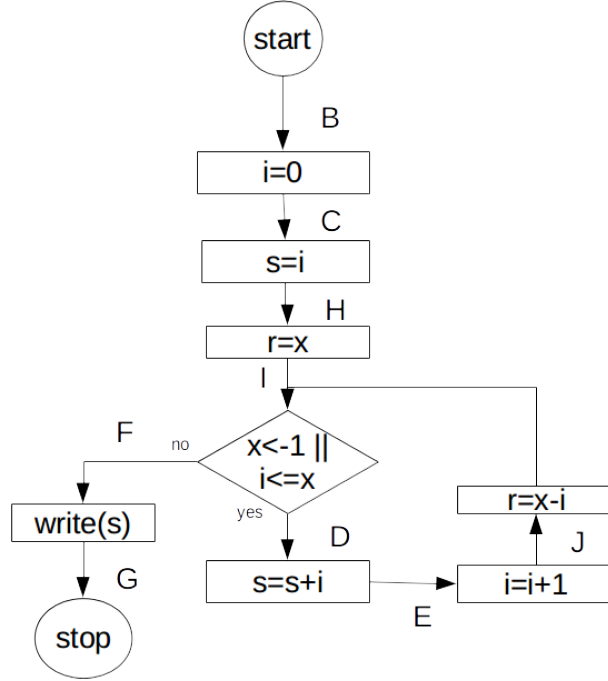 start
B
i=0
C
s=i
H
r=x
I
F
no
x<-1 ||
i<=x
yes
write(s)
D
r=x-i
J
G
s=s+i
E
i=i+1
stop